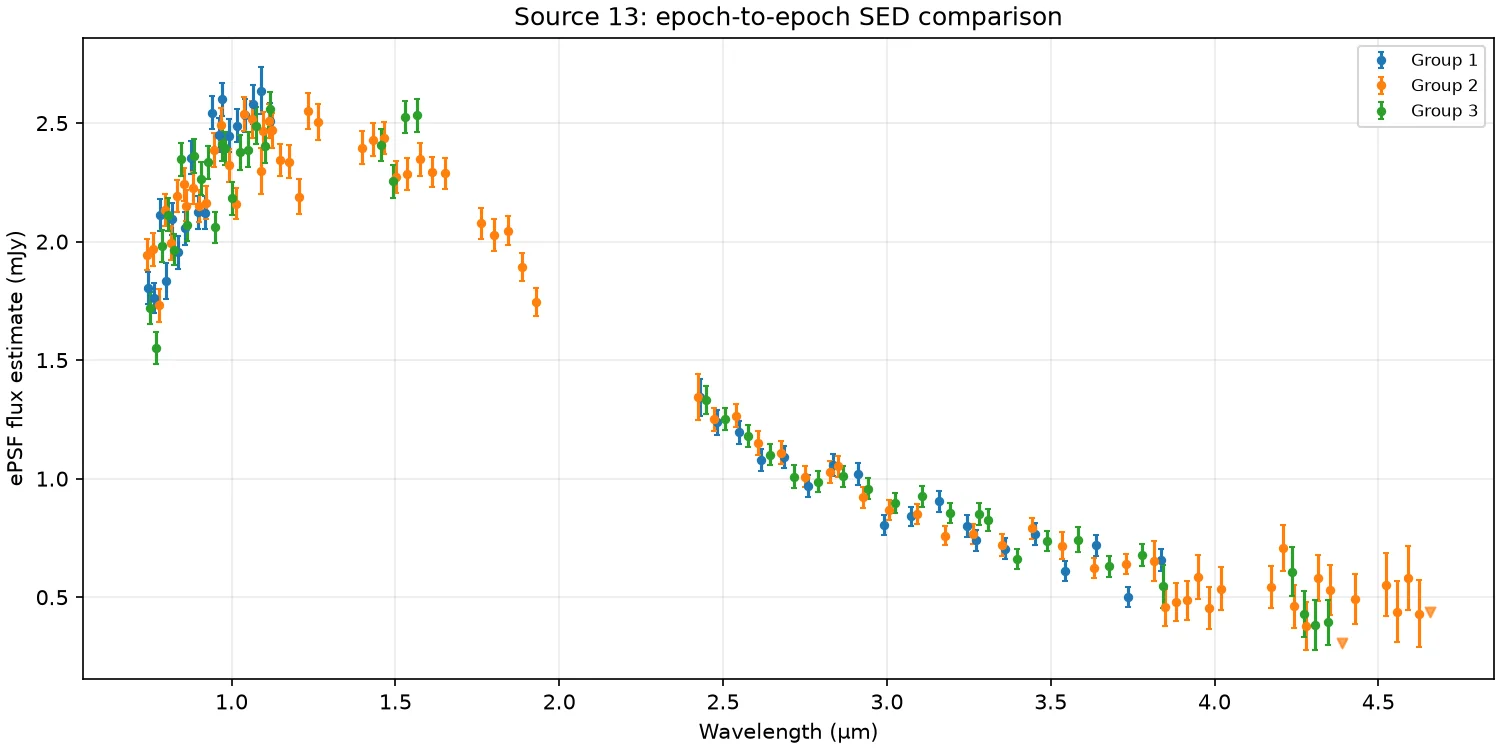 Source 13: epoch-to-epoch SED comparison
Group 1
Group 2
Group 3
ePSF flux estimate (mJy)
2.5
2.0
1.5
1.0
0.5
1.0 1.5 2.0 2.5 3.0 3.5 4.0 4.5
Wavelength (μm)